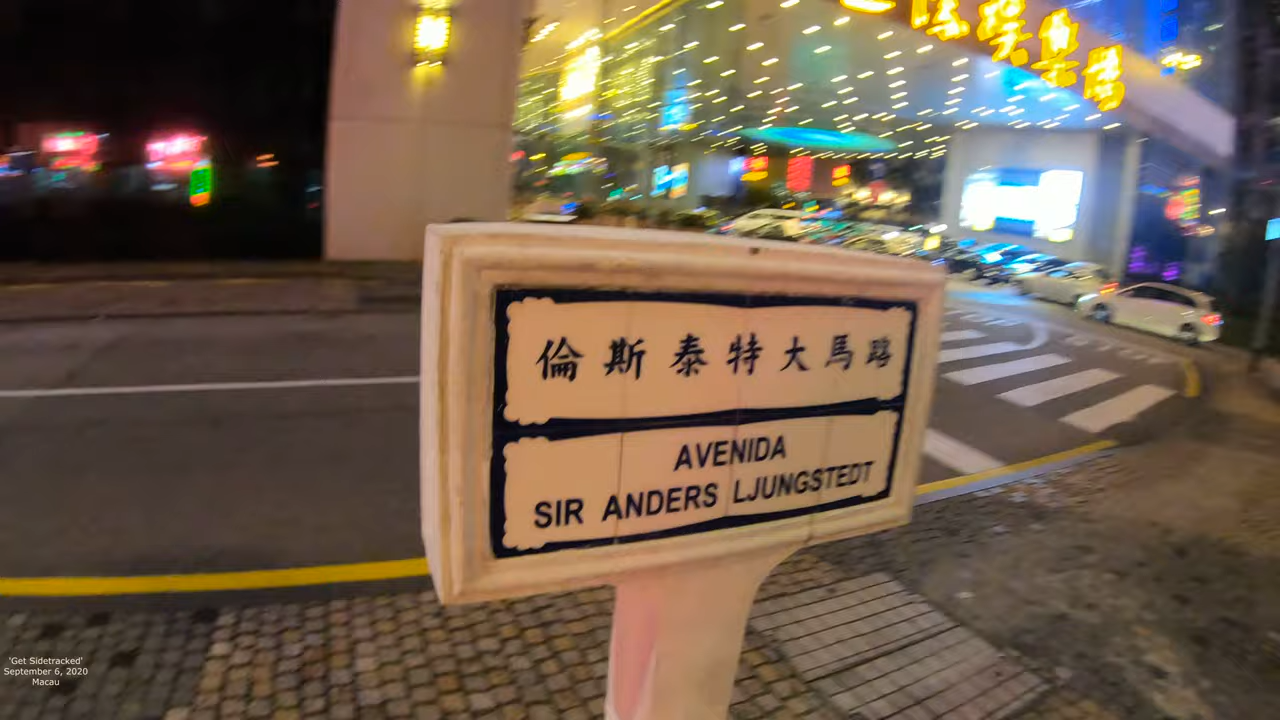 倫斯泰特大馬路
AVENIDA
SIR ANDERS LJUNGSTEDT
'Get Sidetracked'
September 6, 2020
Macau